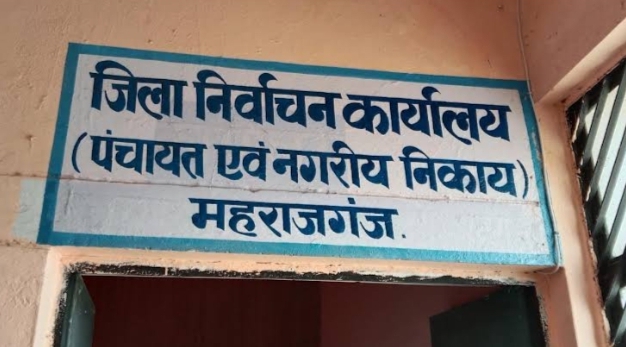 जिला निर्वाचन कार्यालय
(पंचायत एवं नगरीय निकाय)
महराजगंज.